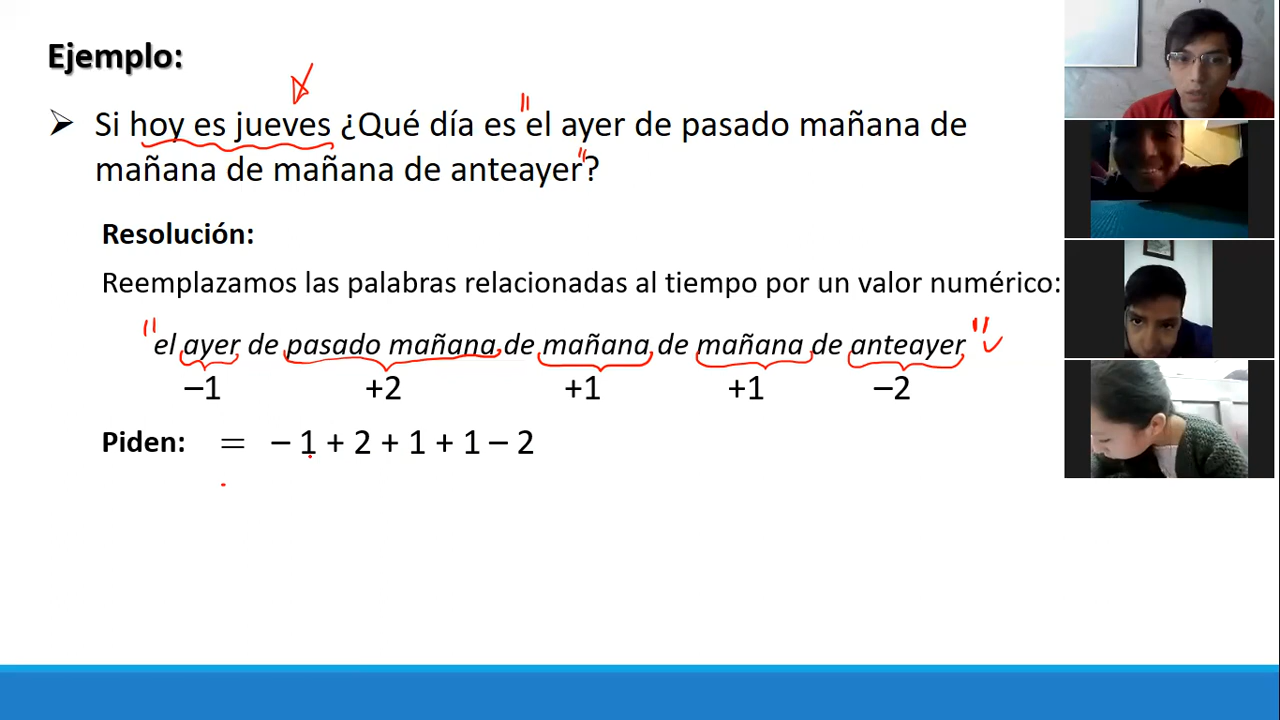 Ejemplo:
Si hoy es jueves ¿Qué día es "el ayer de pasado mañana de
mañana de mañana de anteayer"?
Resolución:
Reemplazamos las palabras relacionadas al tiempo por un valor numérico:
"el ayer de pasado mañana de mañana de mañana de anteayer"
–1 +2 +1 +1 –2
Piden: = – 1 + 2 + 1 + 1 – 2